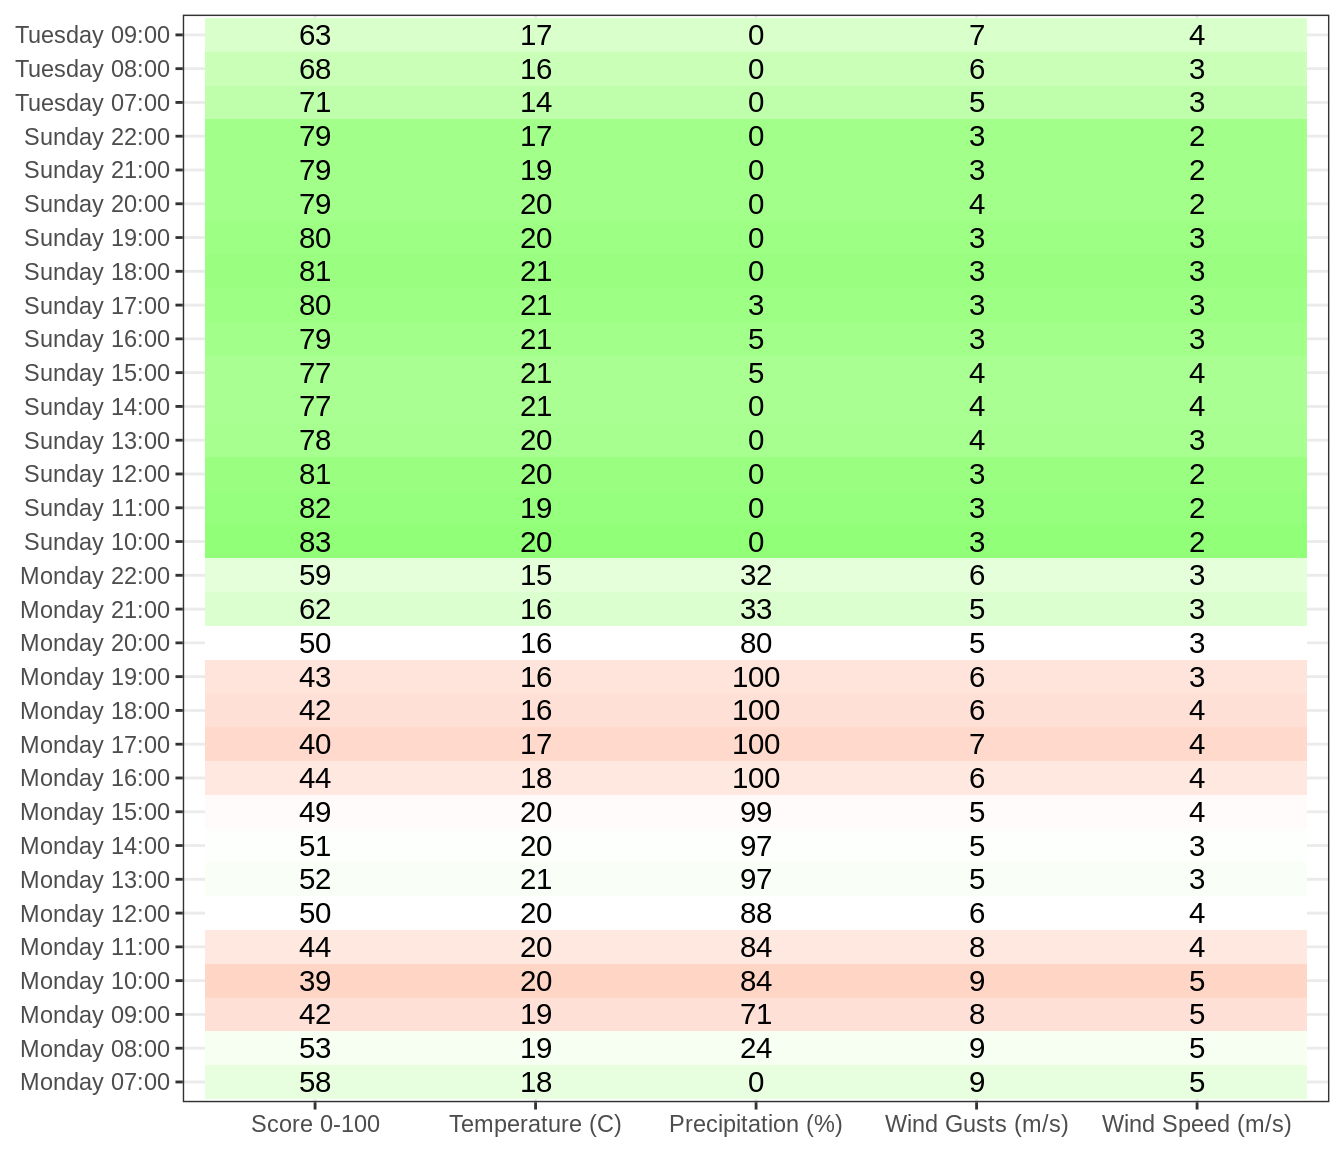 Tuesday 09:00 63 17 0 7 4
Tuesday 08:00 68 16 0 6 3
Tuesday 07:00 71 14 0 5 3
Sunday 22:00 79 17 0 3 2
Sunday 21:00 79 19 0 3 2
Sunday 20:00 79 20 0 4 2
Sunday 19:00 80 20 0 3 3
Sunday 18:00 81 21 0 3 3
Sunday 17:00 80 21 3 3 3
Sunday 16:00 79 21 5 3 3
Sunday 15:00 77 21 5 4 4
Sunday 14:00 77 21 0 4 4
Sunday 13:00 78 20 0 4 3
Sunday 12:00 81 20 0 3 2
Sunday 11:00 82 19 0 3 2
Sunday 10:00 83 20 0 3 2
Monday 22:00 59 15 32 6 3
Monday 21:00 62 16 33 5 3
Monday 20:00 50 16 80 5 3
Monday 19:00 43 16 100 6 3
Monday 18:00 42 16 100 6 4
Monday 17:00 40 17 100 7 4
Monday 16:00 44 18 100 6 4
Monday 15:00 49 20 99 5 4
Monday 14:00 51 20 97 5 3
Monday 13:00 52 21 97 5 3
Monday 12:00 50 20 88 6 4
Monday 11:00 44 20 84 8 4
Monday 10:00 39 20 84 9 5
Monday 09:00 42 19 71 8 5
Monday 08:00 53 19 24 9 5
Monday 07:00 58 18 0 9 5
Score 0-100 Temperature (C) Precipitation (%) Wind Gusts (m/s) Wind Speed (m/s)